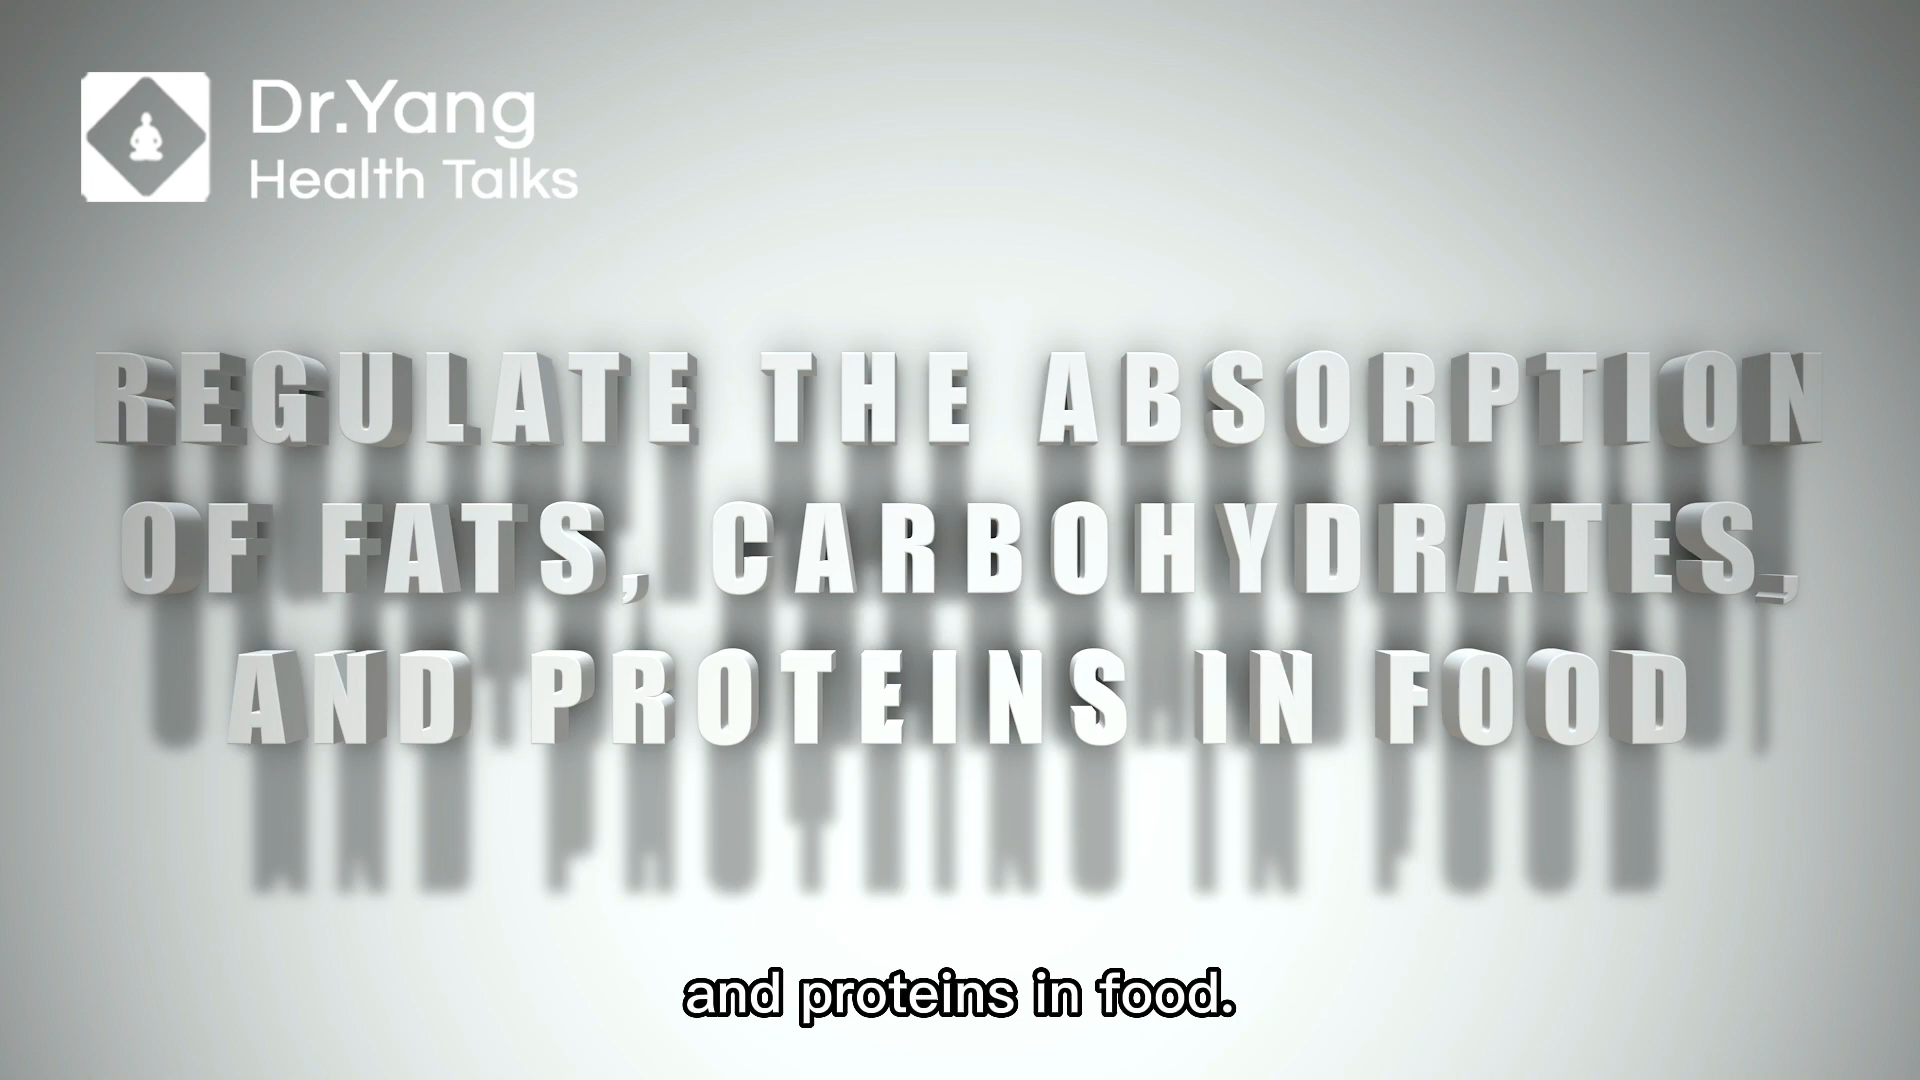 Dr.Yang
Health Talks
REGULATE THE ABSORPTION
OF FATS, CARBOHYDRATES,
AND PROTEINS IN FOOD
and proteins in food.